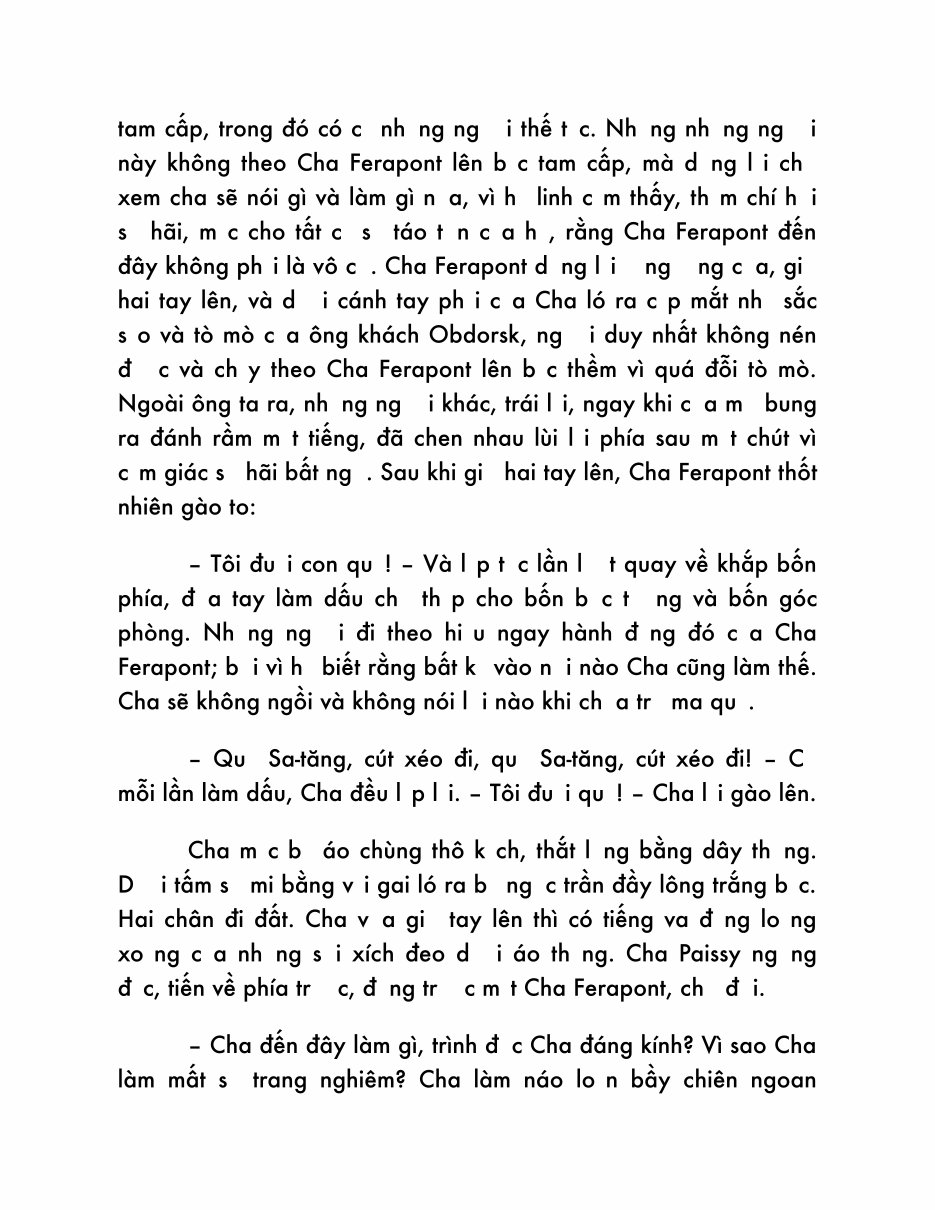 tam cấp, trong đó có c nh ng ng i thế t c. Nh ng nh ng ng i
này không theo Cha Ferapont lên b c tam cấp, mà d ng l i ch
xem cha sẽ nói gì và làm gì n a, vì h linh c m thấy, th m chí h i
s hãi, m c cho tất c s táo t n c a h , rằng Cha Ferapont đến
đây không ph i là vô c . Cha Ferapont d ng l i ng ng c a, gi
hai tay lên, và d i cánh tay ph i c a Cha ló ra c p mắt nh sắc
s o và tò mò c a ông khách Obdorsk, ng i duy nhất không nén
đ c và ch y theo Cha Ferapont lên b c thềm vì quá đỗi tò mò.
Ngoài ông ta ra, nh ng ng i khác, trái l i, ngay khi c a m bung
ra đánh rầm m t tiếng, đã chen nhau lùi l i phía sau m t chút vì
c m giác s hãi bất ng . Sau khi gi hai tay lên, Cha Ferapont thốt
nhiên gào to:
– Tôi đu i con qu ! – Và l p t c lần l t quay về khắp bốn
phía, đ a tay làm dấu ch th p cho bốn b c t ng và bốn góc
phòng. Nh ng ng i đi theo hi u ngay hành đ ng đó c a Cha
Ferapont; b i vì h biết rằng bất k vào n i nào Cha cũng làm thế.
Cha sẽ không ngồi và không nói l i nào khi ch a tr ma qu .
– Qu Sa-tăng, cút xéo đi, qu Sa-tăng, cút xéo đi! – C
mỗi lần làm dấu, Cha đều l p l i. – Tôi đu i qu ! – Cha l i gào lên.
Cha m c b áo chùng thô k ch, thắt l ng bằng dây th ng.
D i tấm s mi bằng v i gai ló ra b ng c trần đầy lông trắng b c.
Hai chân đi đất. Cha v a gi tay lên thì có tiếng va đ ng lo ng
xo ng c a nh ng s i xích đeo d i áo th ng. Cha Paissy ng ng
đ c, tiến về phía tr c, đ ng tr c m t Cha Ferapont, ch đ i.
– Cha đến đây làm gì, trình đ c Cha đáng kính? Vì sao Cha
làm mất s trang nghiêm? Cha làm náo lo n bầy chiên ngoan